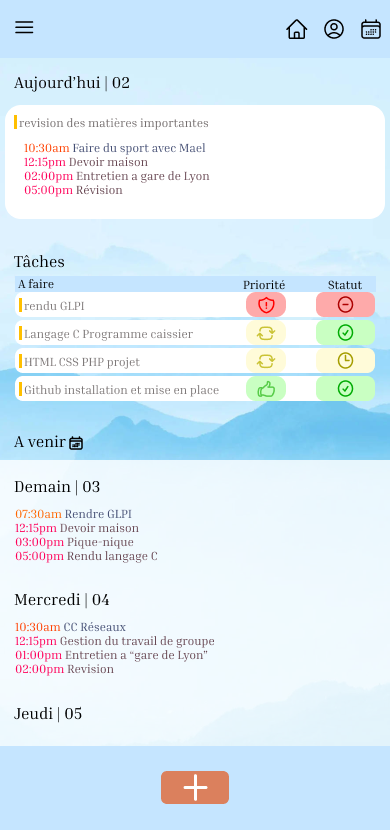 Aujourd’hui | 02
revision des matières importantes
10:30am Faire du sport avec Mael
12:15pm Devoir maison
02:00pm Entretien a gare de Lyon
05:00pm Révision
Tâches
A faire Priorité Statut
rendu GLPI
Langage C Programme caissier
HTML CSS PHP projet
Github installation et mise en place
A venir
Demain | 03
07:30am Rendre GLPI
12:15pm Devoir maison
03:00pm Pique-nique
05:00pm Rendu langage C
Mercredi | 04
10:30am CC Réseaux
12:15pm Gestion du travail de groupe
01:00pm Entretien a “gare de Lyon”
02:00pm Revision
Jeudi | 05